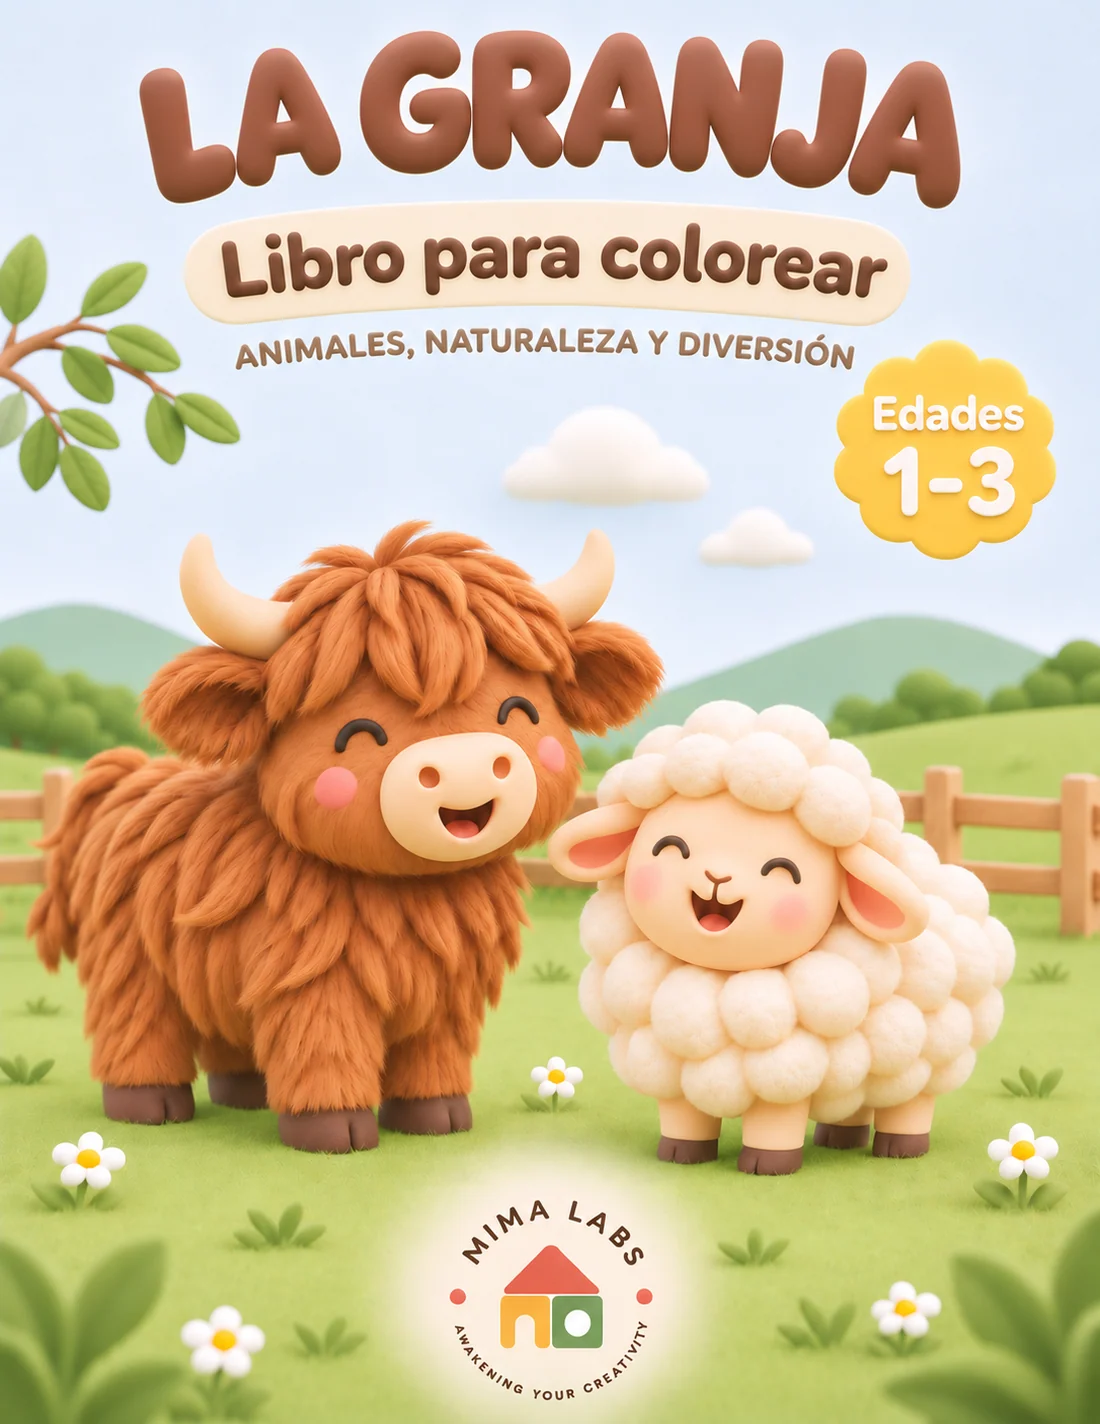 LA GRANJA
Libro para colorear
ANIMALES, NATURALEZA Y DIVERSIÓN
Edades
1-3
MIMA LABS
AWAKENING YOUR CREATIVITY